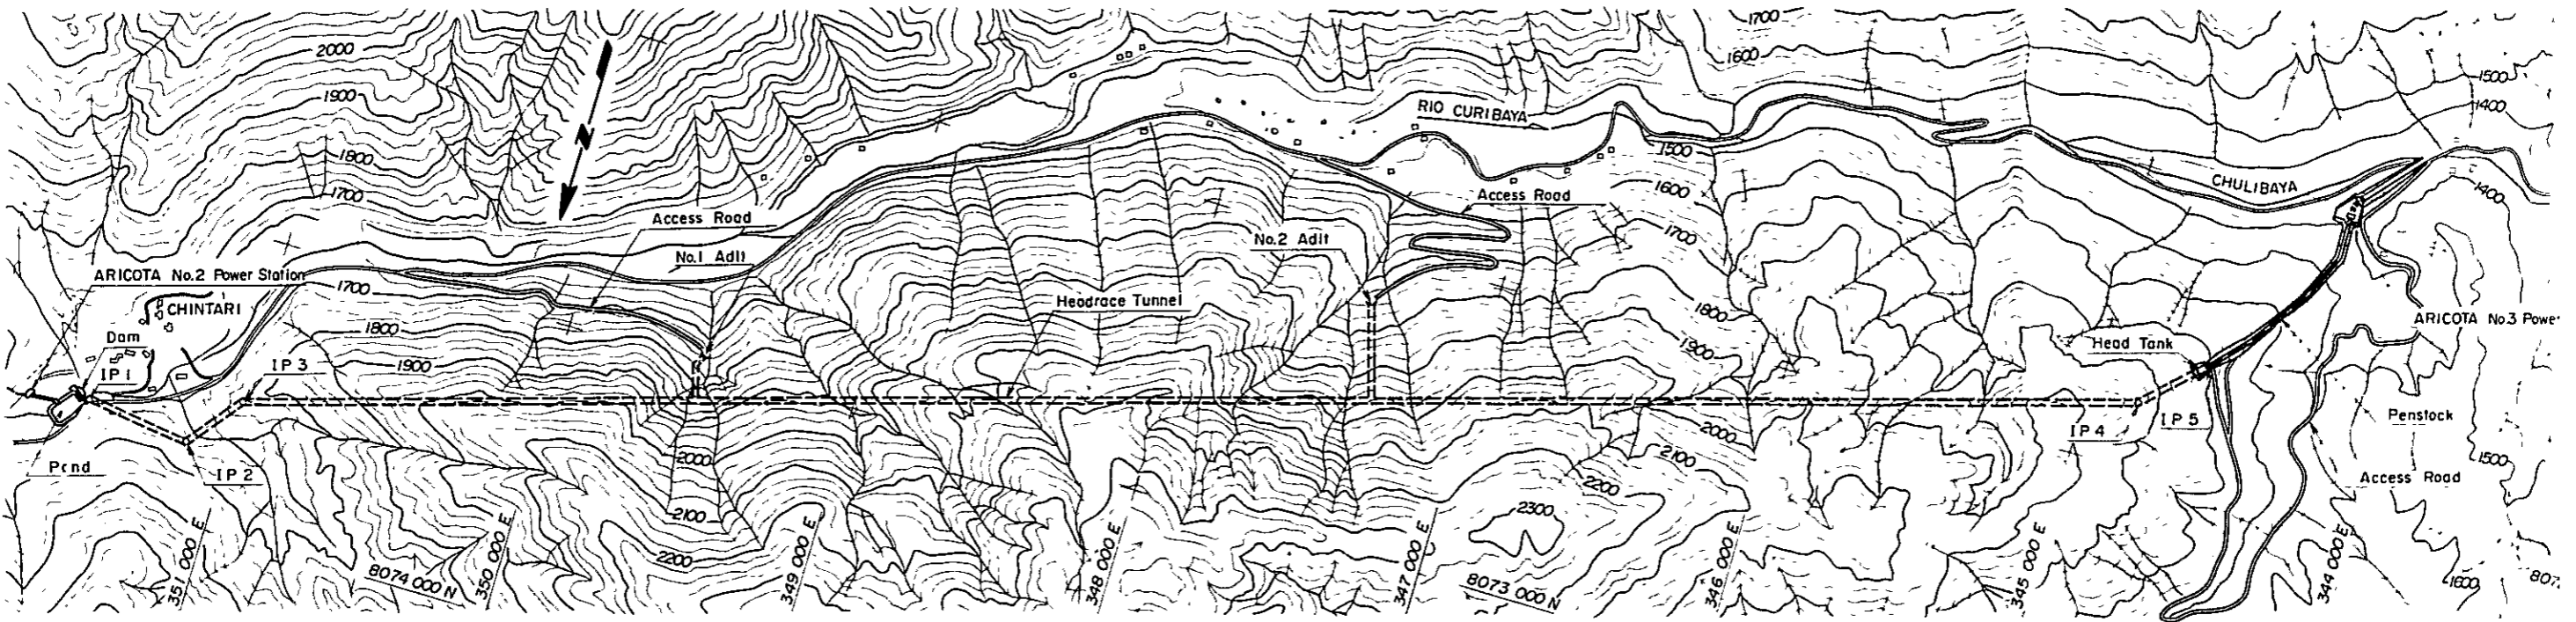 2000
1900
1800
1700
N
ARICOTA No.2 Power Station
CHINTARI
Dam
IP 1
IP 3
1700
1800
1900
Pond
IP 2
Access Road
No.1 Adit
Headrace Tunnel
No.2 Adit
Access Road
RIO CURIBAYA
1700
1600
1500
1400
1500
1600
1700
1800
1900
CHULIBAYA
1400
ARICOTA No.3 Power
Head Tank
IP 4
IP 5
Penstock
Access Road
1500
1600
2000
2100
2200
2000
2100
2200
2300
351 000 E
8074 000 N
350 000 E
349 000 E
348 000 E
347 000 E
8073 000 N
346 000 E
345 000 E
344 000 E
807